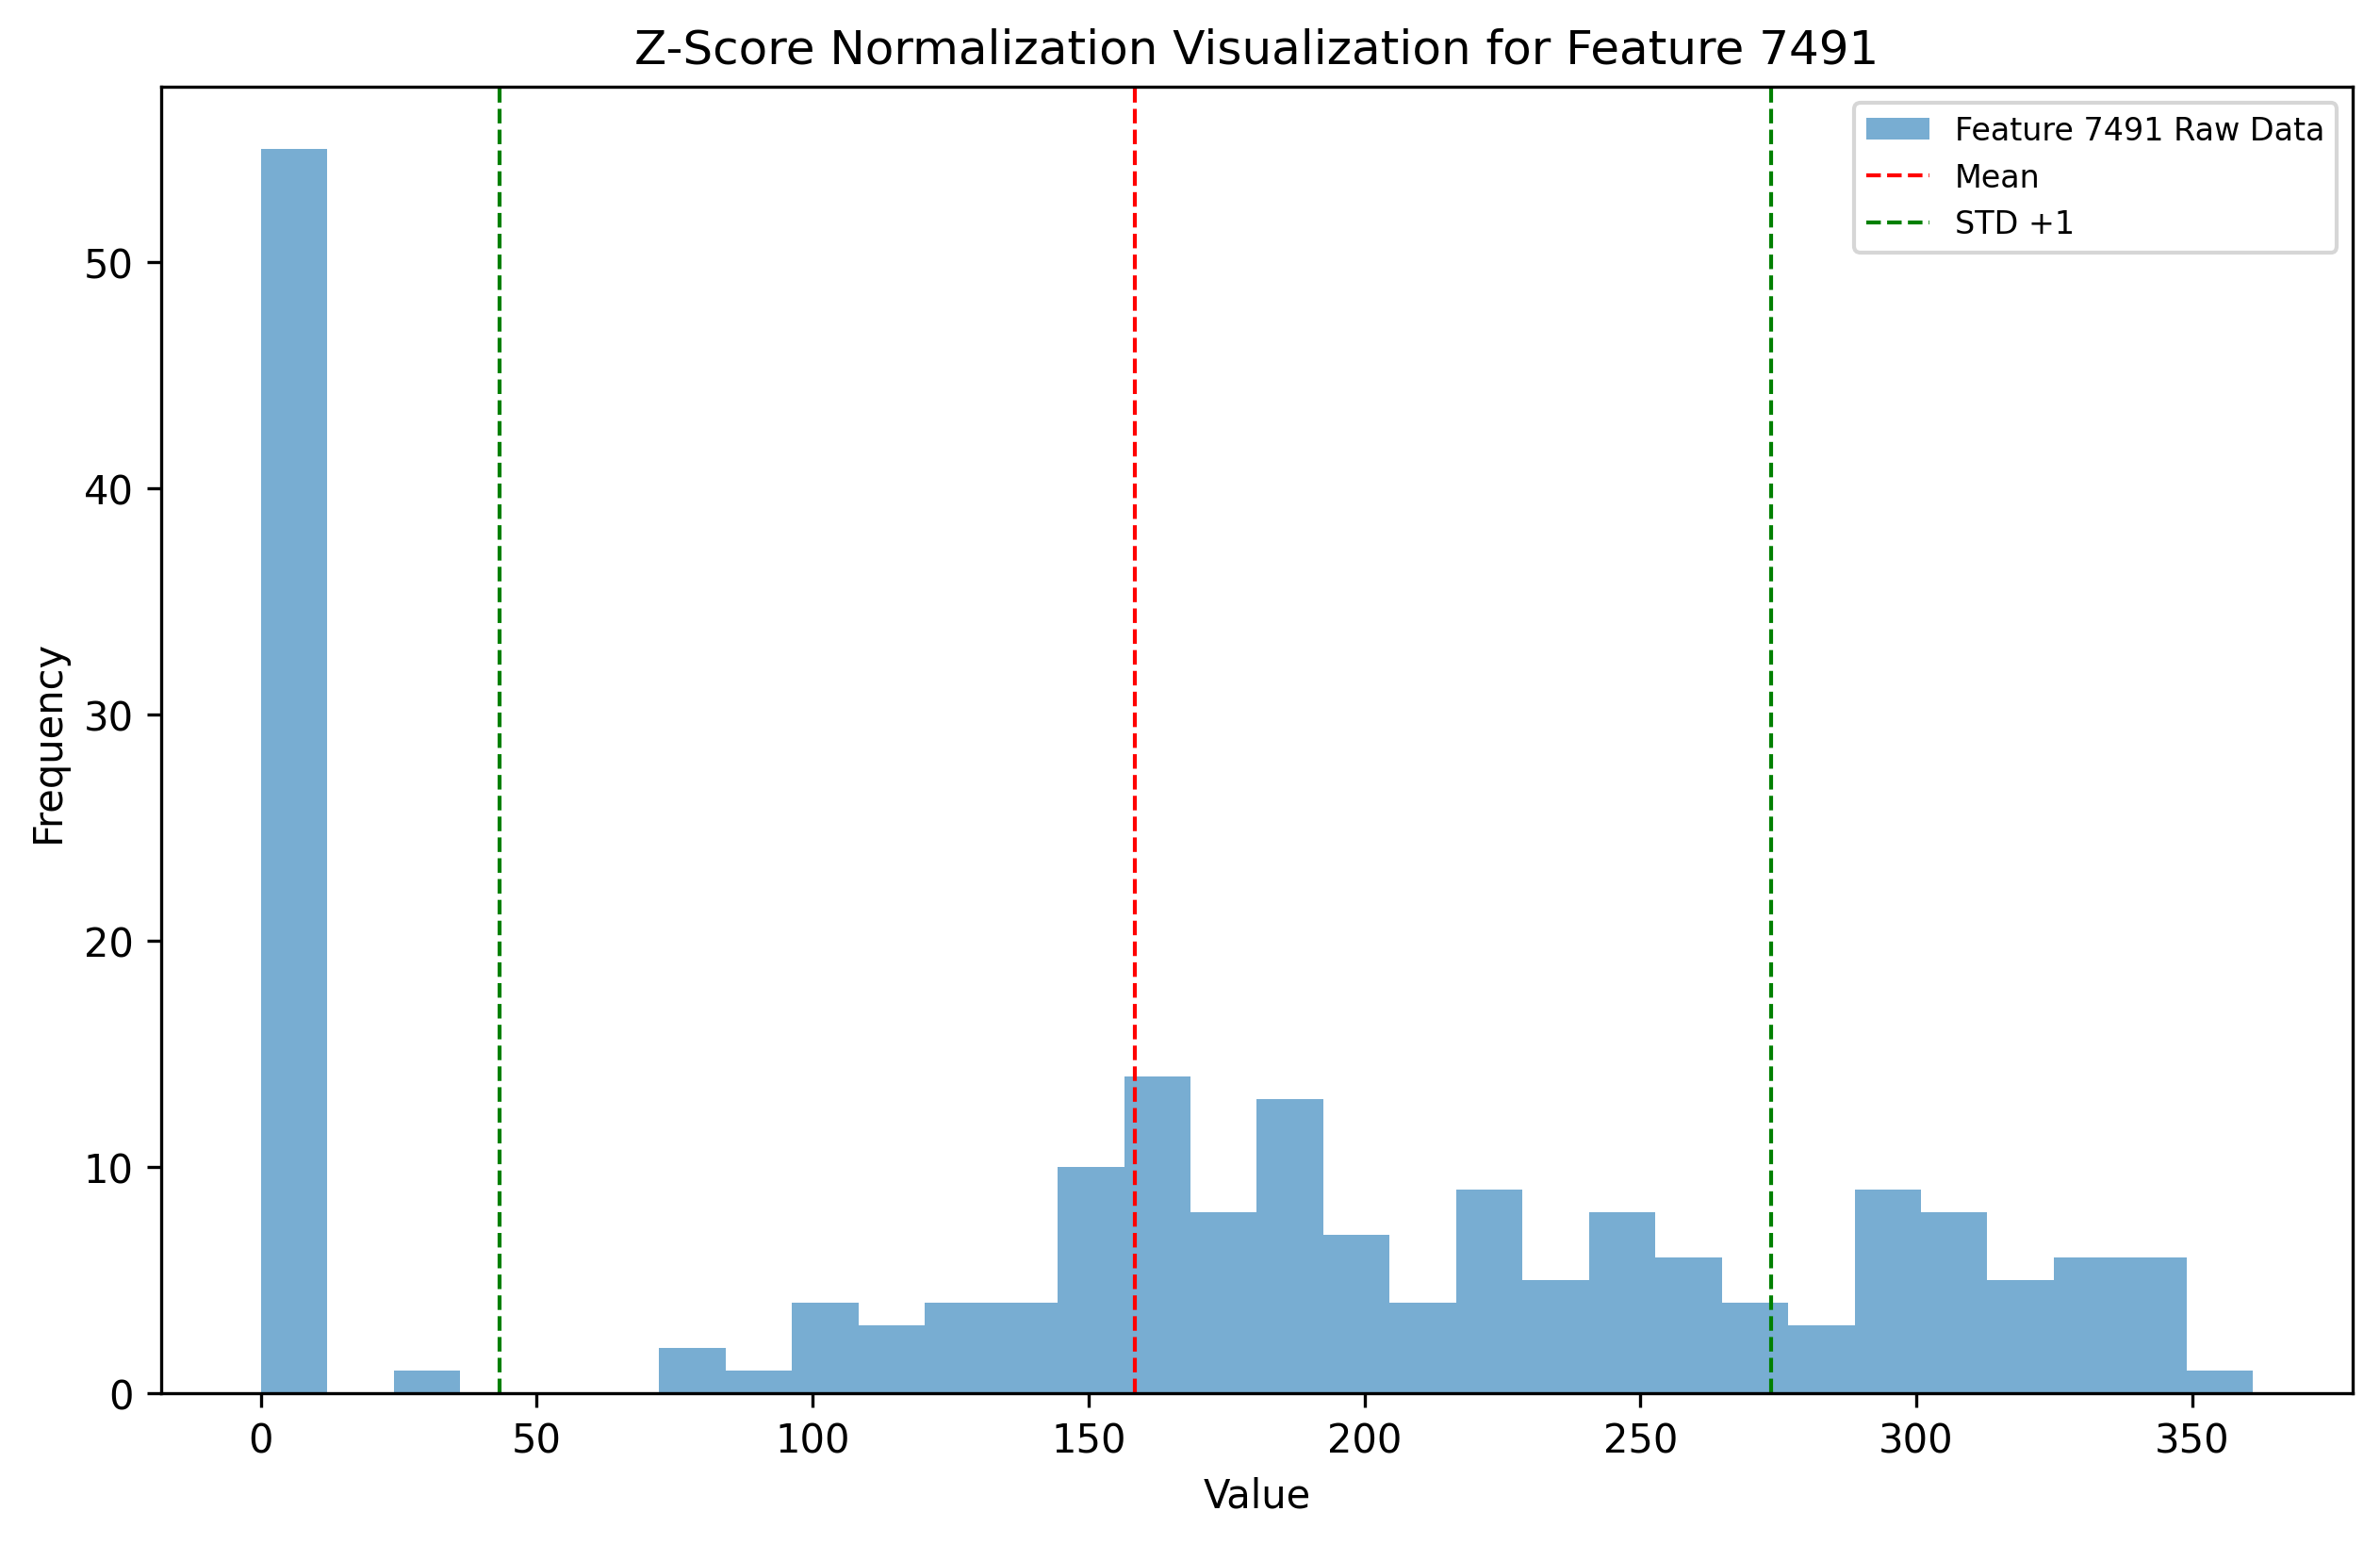 Z-Score Normalization Visualization for Feature 7491
Feature 7491 Raw Data
Mean
STD +1
50
40
30
20
10
0
Frequency
0 50 100 150 200 250 300 350
Value